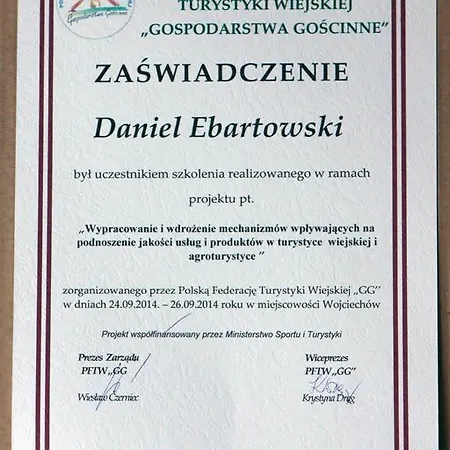 TURYSTYKI WIEJSKIEJ
„GOSPODARSTWA GOŚCINNE”
Gospodarstwa Gościnne
ZAŚWIADCZENIE
Daniel Ebartowski
był uczestnikiem szkolenia realizowanego w ramach
projektu pt.
„Wypracowanie i wdrożenie mechanizmów wpływających na
podnoszenie jakości usług i produktów w turystyce wiejskiej i
agroturystyce ”
zorganizowanego przez Polską Federację Turystyki Wiejskiej „GG’’
w dniach 24.09.2014. – 26.09.2014 roku w miejscowości Wojciechów
Projekt współfinansowany przez Ministerstwo Sportu i Turystyki
Prezes Zarządu
PFTW„GG
Wiesław Czerniec
Wiceprezes
PFTW„GG”
Krystyna Drąg